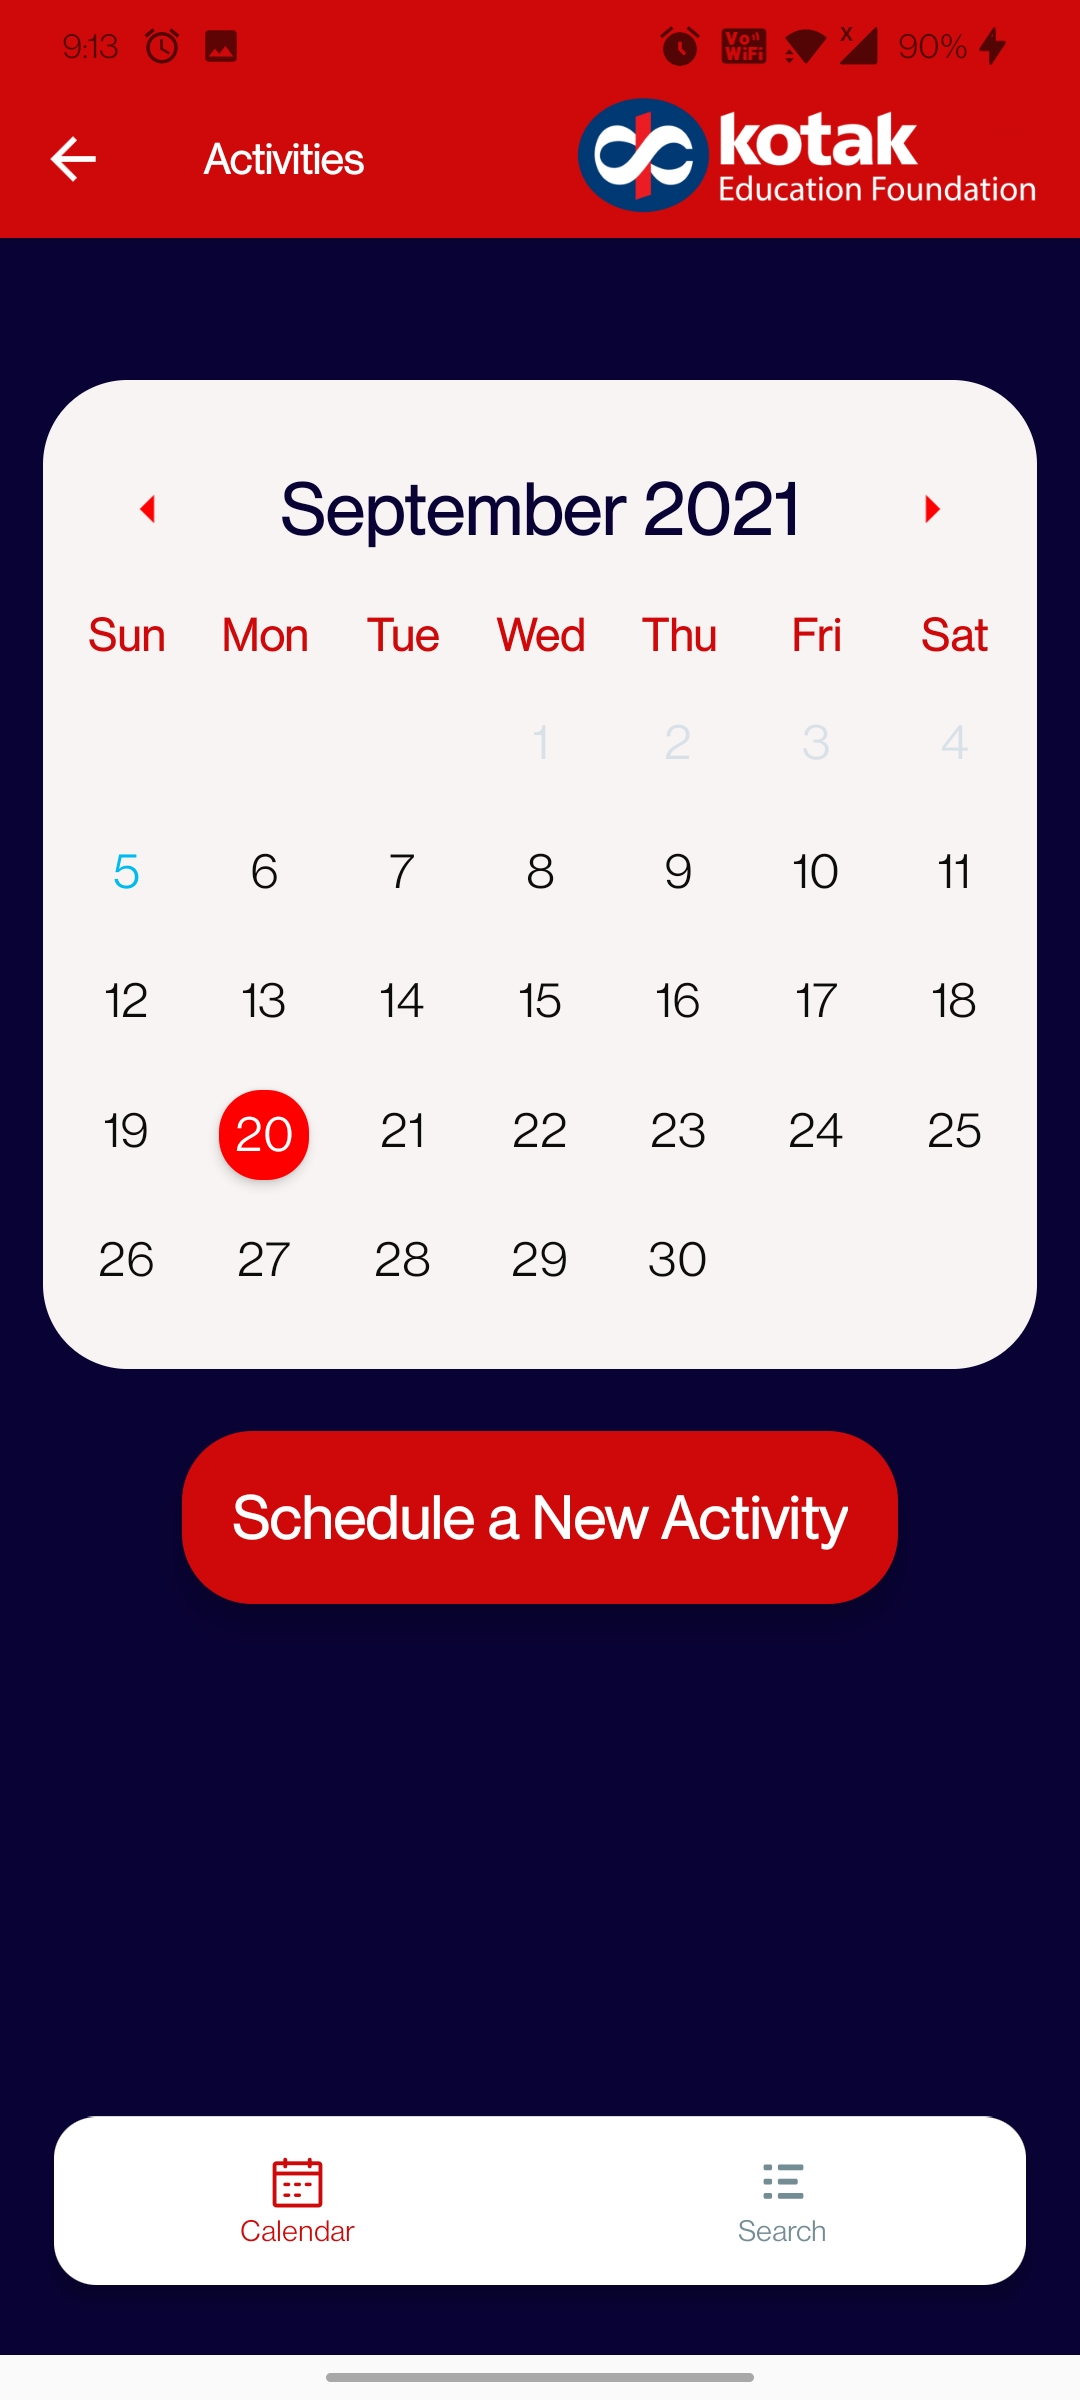 9:13 Vo WiFi X 90%
Activities
kotak
Education Foundation
September 2021
Sun Mon Tue Wed Thu Fri Sat
1 2 3 4
5 6 7 8 9 10 11
12 13 14 15 16 17 18
19 20 21 22 23 24 25
26 27 28 29 30
Schedule a New Activity
Calendar Search